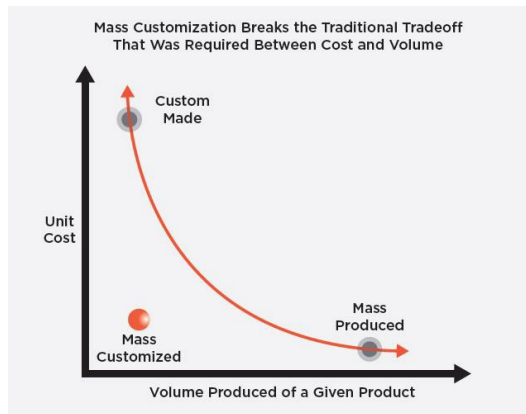 Mass Customization Breaks the Traditional Tradeoff
That Was Required Between Cost and Volume
Custom
Made
Unit
Cost
Mass
Customized
Mass
Produced
Volume Produced of a Given Product